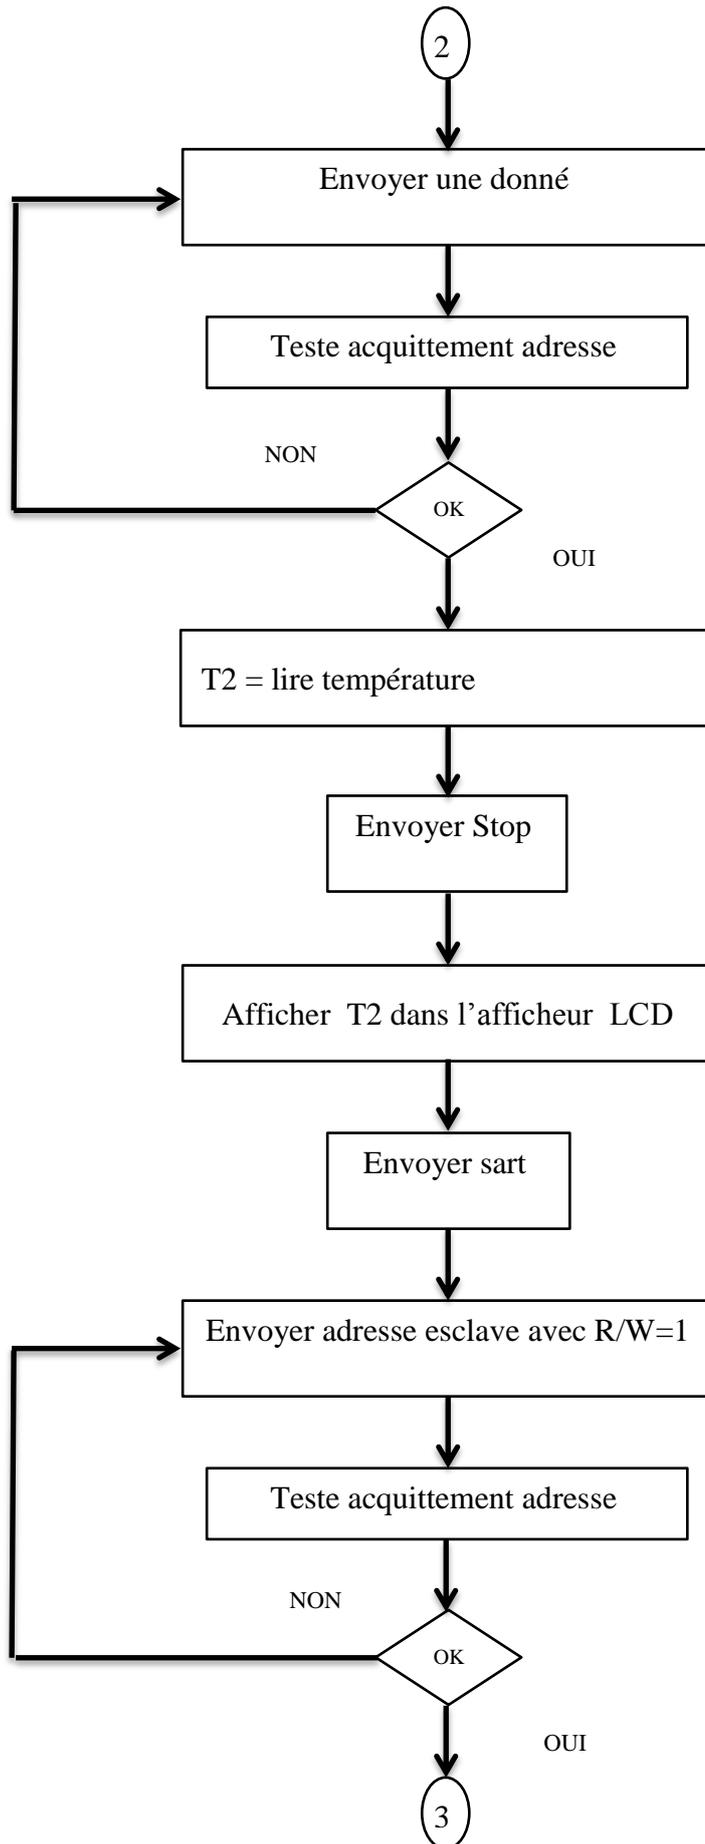 2
Envoyer une donné
Teste acquittement adresse
NON
OK
OUI
T2 = lire température
Envoyer Stop
Afficher T2 dans l’afficheur LCD
Envoyer sart
Envoyer adresse esclave avec R/W=1
Teste acquittement adresse
NON
OK
OUI
3